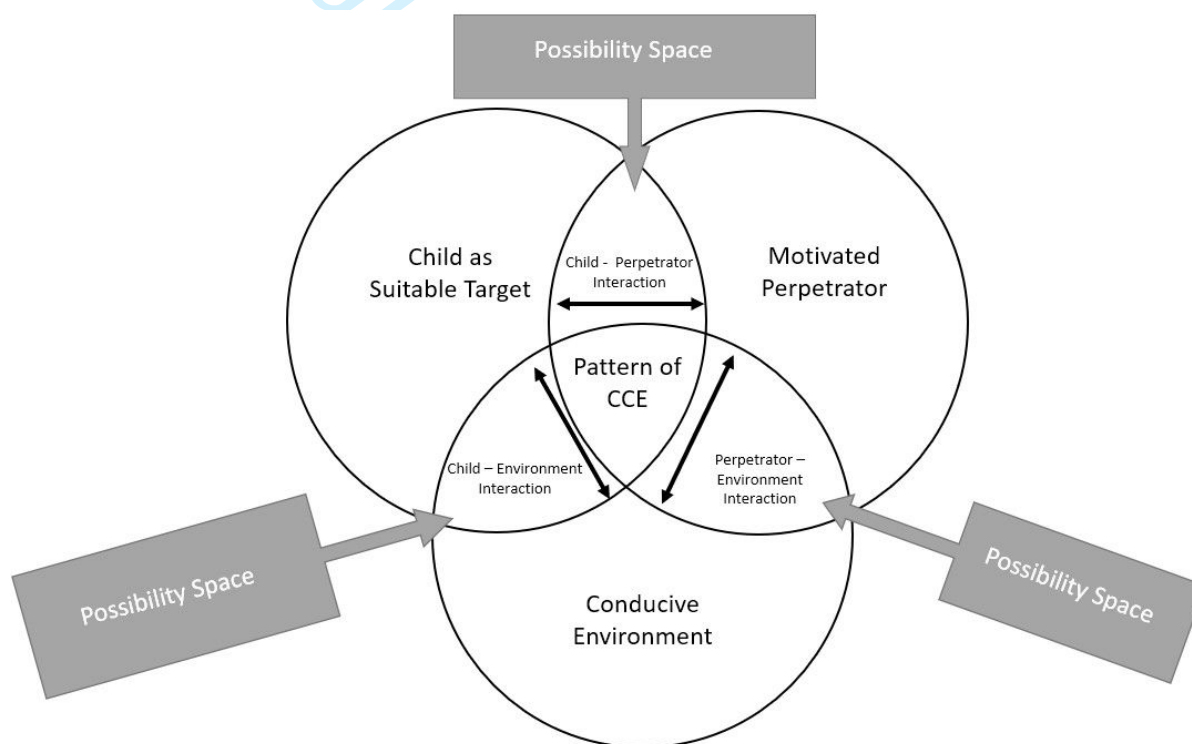 Possibility Space
Child as
Suitable Target
Motivated
Perpetrator
Child - Perpetrator
Interaction
Pattern of
CCE
Child – Environment
Interaction
Perpetrator –
Environment
Interaction
Possibility Space
Possibility Space
Conducive
Environment